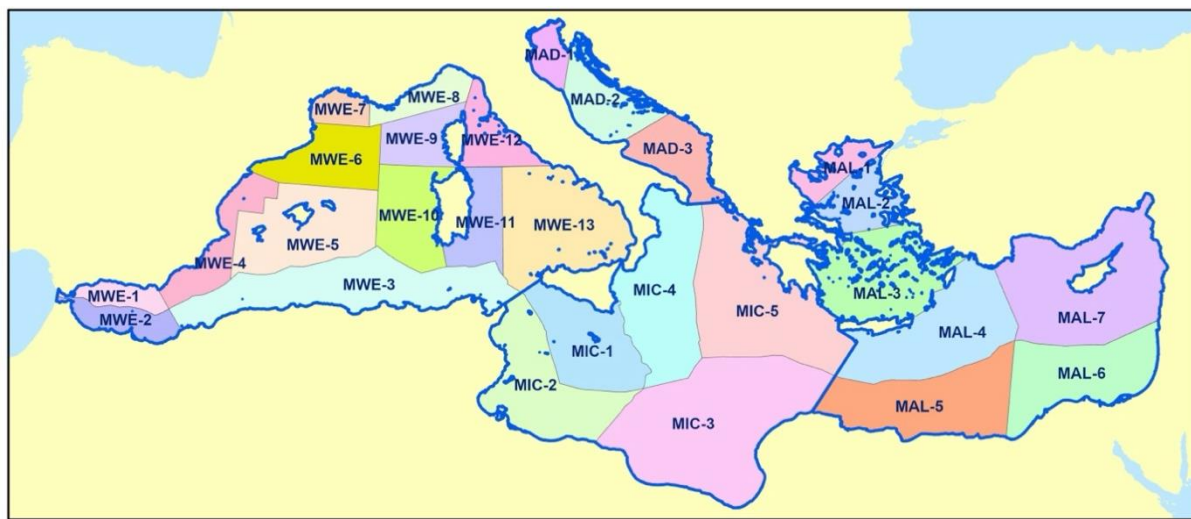 MAD-1
MAD-2
MWE-8
MWE-7
MWE-9
MWE-12
MAD-3
MWE-6
MAL-1
MAL-2
MWE-10
MWE-11
MWE-13
MWE-5
MWE-4
MWE-3
MIC-4
MAL-3
MWE-1
MWE-2
MIC-5
MAL-4
MAL-7
MIC-1
MIC-2
MAL-6
MAL-5
MIC-3